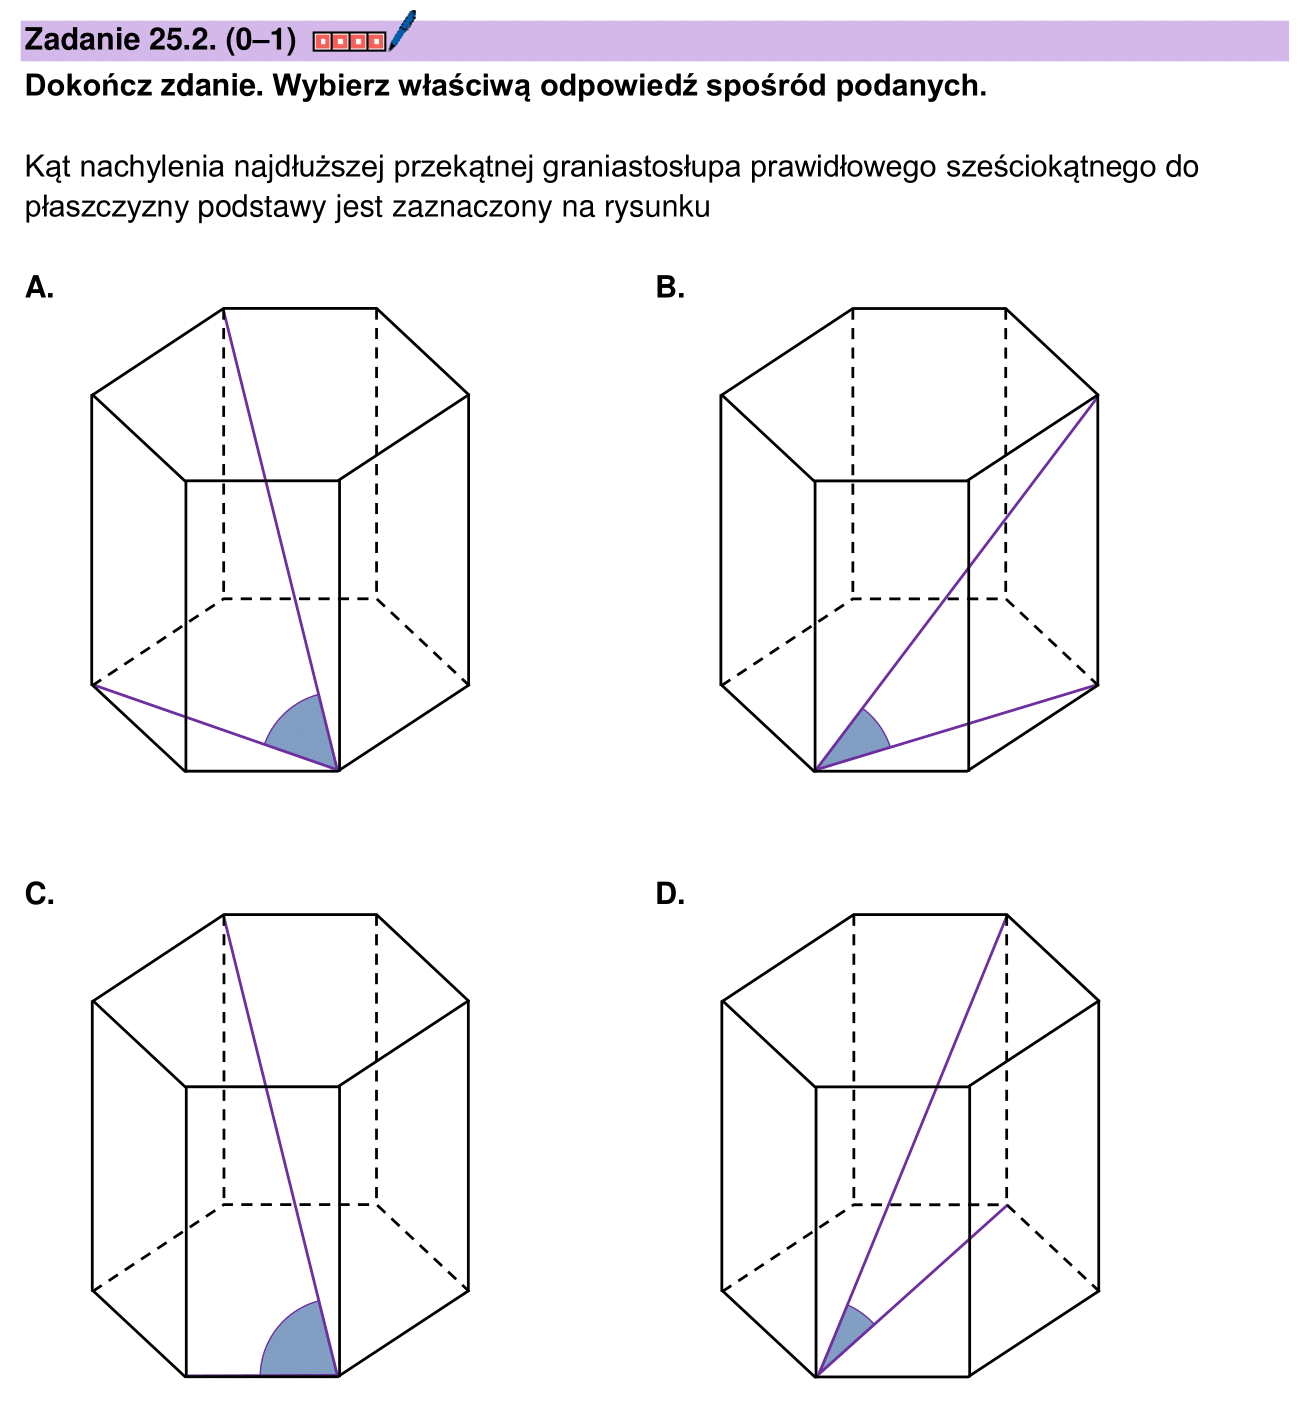 Zadanie 25.2. (0–1)
Dokończ zdanie. Wybierz właściwą odpowiedź spośród podanych.
Kąt nachylenia najdłuższej przekątnej graniastosłupa prawidłowego sześciokątnego do
płaszczyzny podstawy jest zaznaczony na rysunku
A.
B.
C.
D.